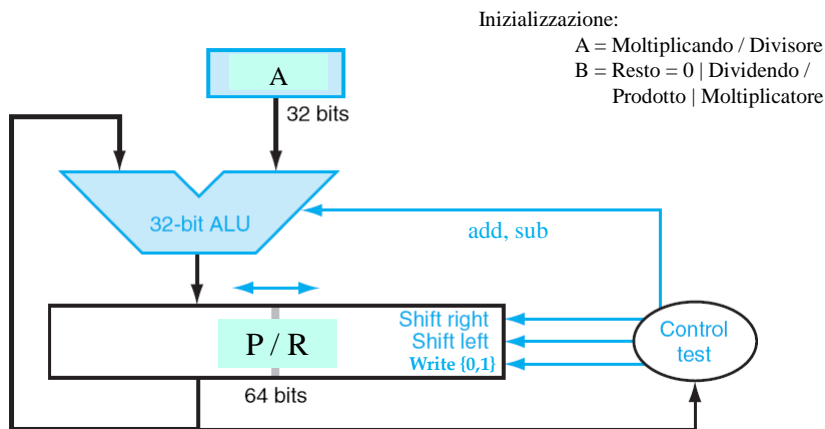 Inizializzazione:
A = Moltiplicando / Divisore
B = Resto = 0 | Dividendo /
Prodotto | Moltiplicatore
A
32 bits
32-bit ALU
add, sub
Shift right
Shift left
Write {0,1}
P / R
Control
test
64 bits